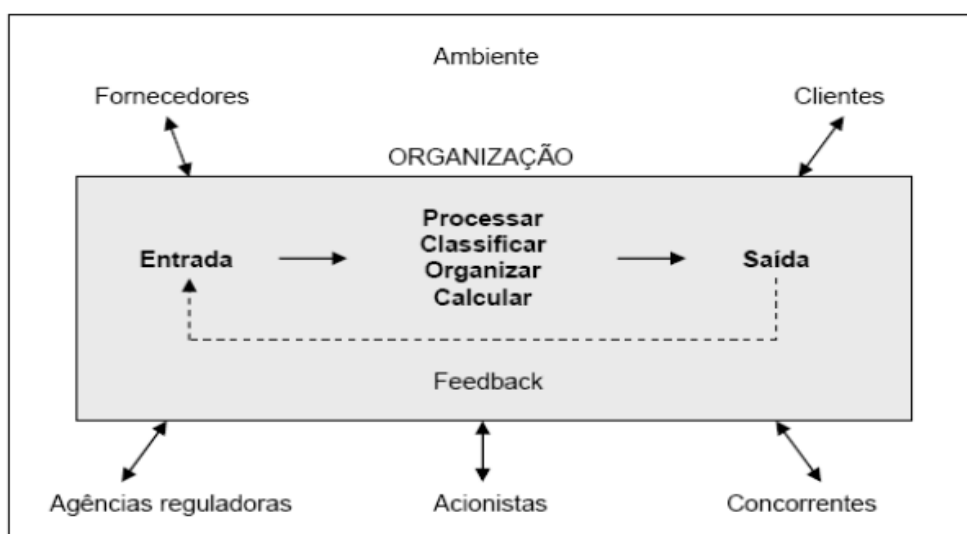 Ambiente
Fornecedores
Clientes
ORGANIZAÇÃO
Processar
Classificar
Organizar
Calcular
Entrada
Saída
Feedback
Agências reguladoras
Acionistas
Concorrentes